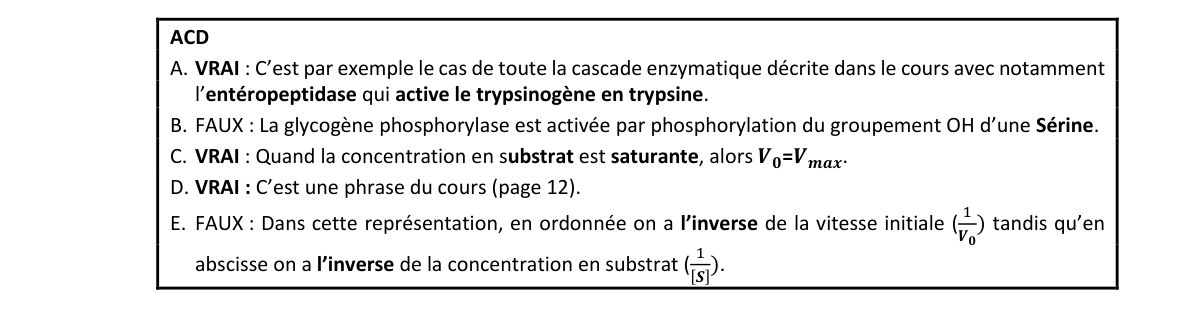 ACD
A. VRAI : C’est par exemple le cas de toute la cascade enzymatique décrite dans le cours avec notamment
l’entéropeptidase qui active le trypsinogène en trypsine.
B. FAUX : La glycogène phosphorylase est activée par phosphorylation du groupement OH d’une Sérine.
C. VRAI : Quand la concentration en substrat est saturante, alors V₀=Vₘₐₓ.
D. VRAI : C’est une phrase du cours (page 12).
E. FAUX : Dans cette représentation, en ordonnée on a l’inverse de la vitesse initiale (1/V₀) tandis qu’en
abscisse on a l’inverse de la concentration en substrat (1/[S]).